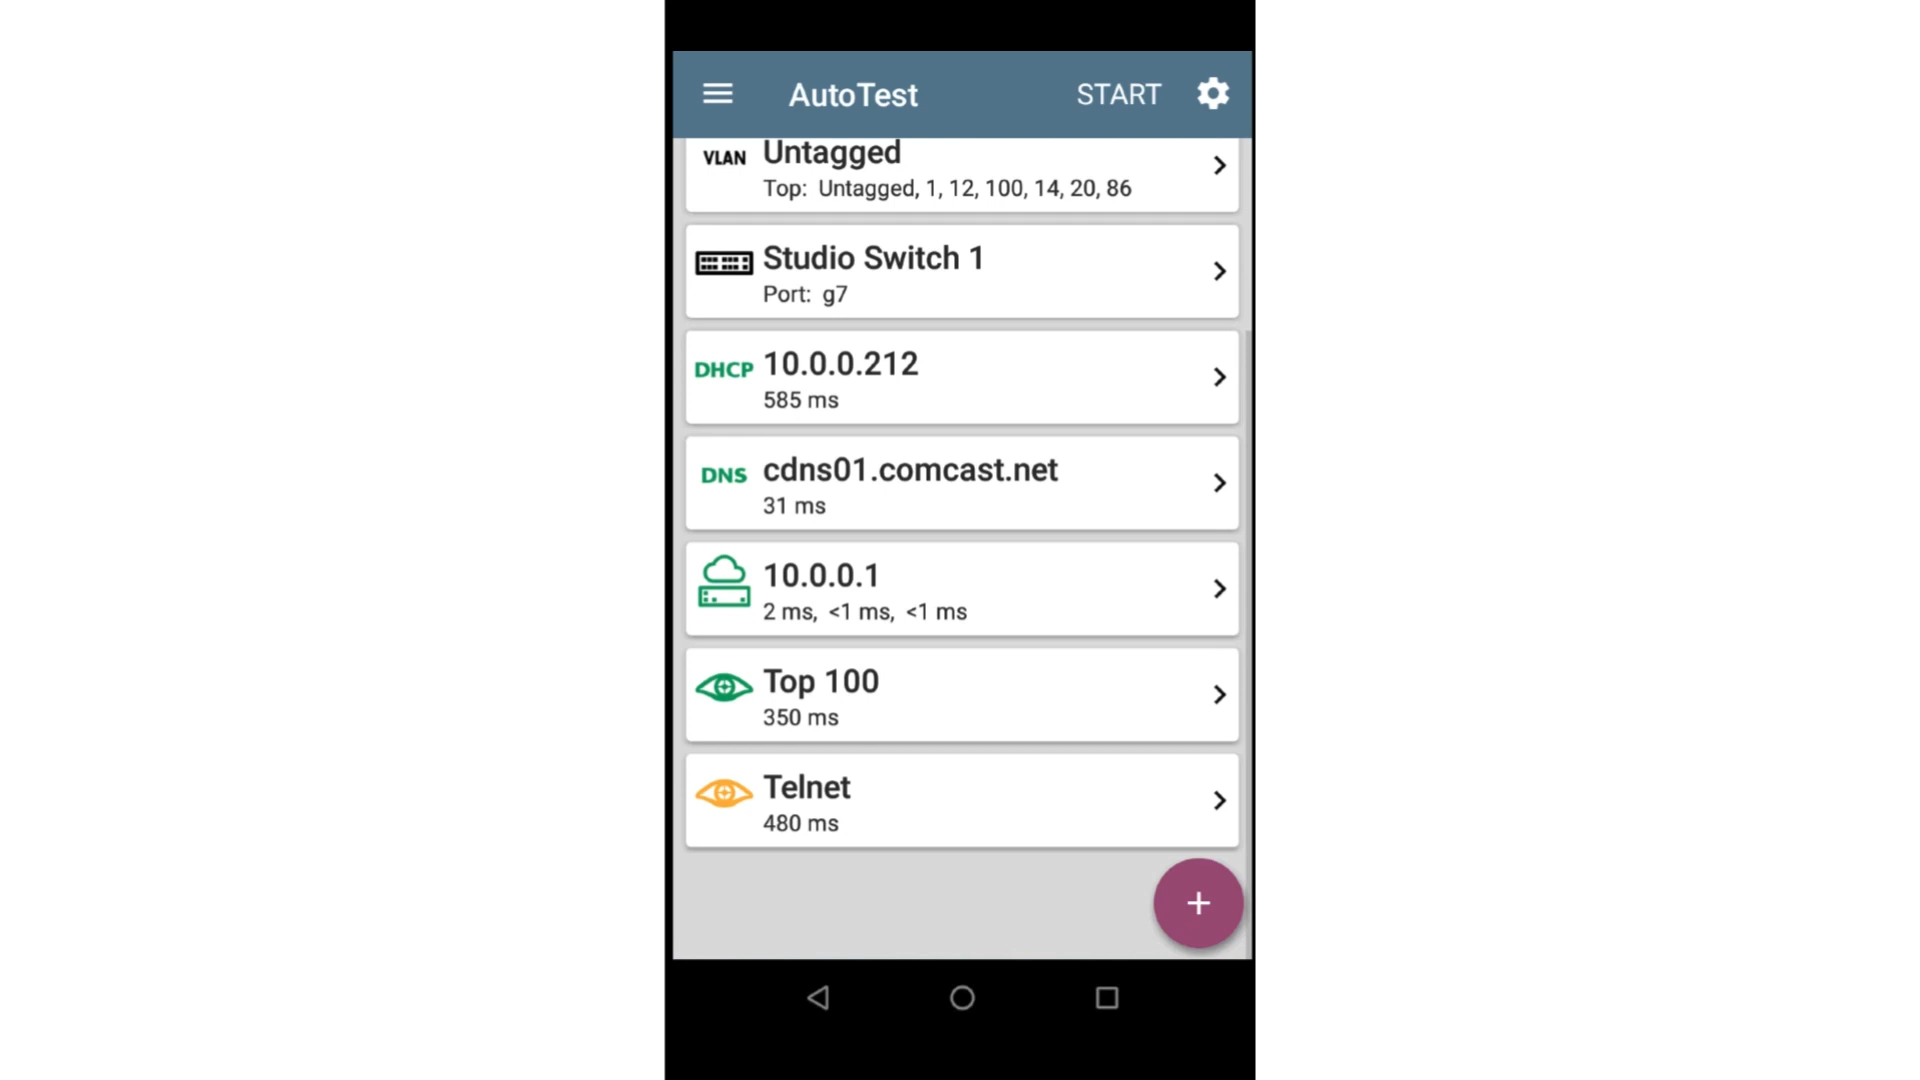 AutoTest START
VLAN Untagged
Top: Untagged, 1, 12, 100, 14, 20, 86
Studio Switch 1
Port: g7
DHCP 10.0.0.212
585 ms
DNS cdns01.comcast.net
31 ms
10.0.0.1
2 ms, <1 ms, <1 ms
Top 100
350 ms
Telnet
480 ms
+